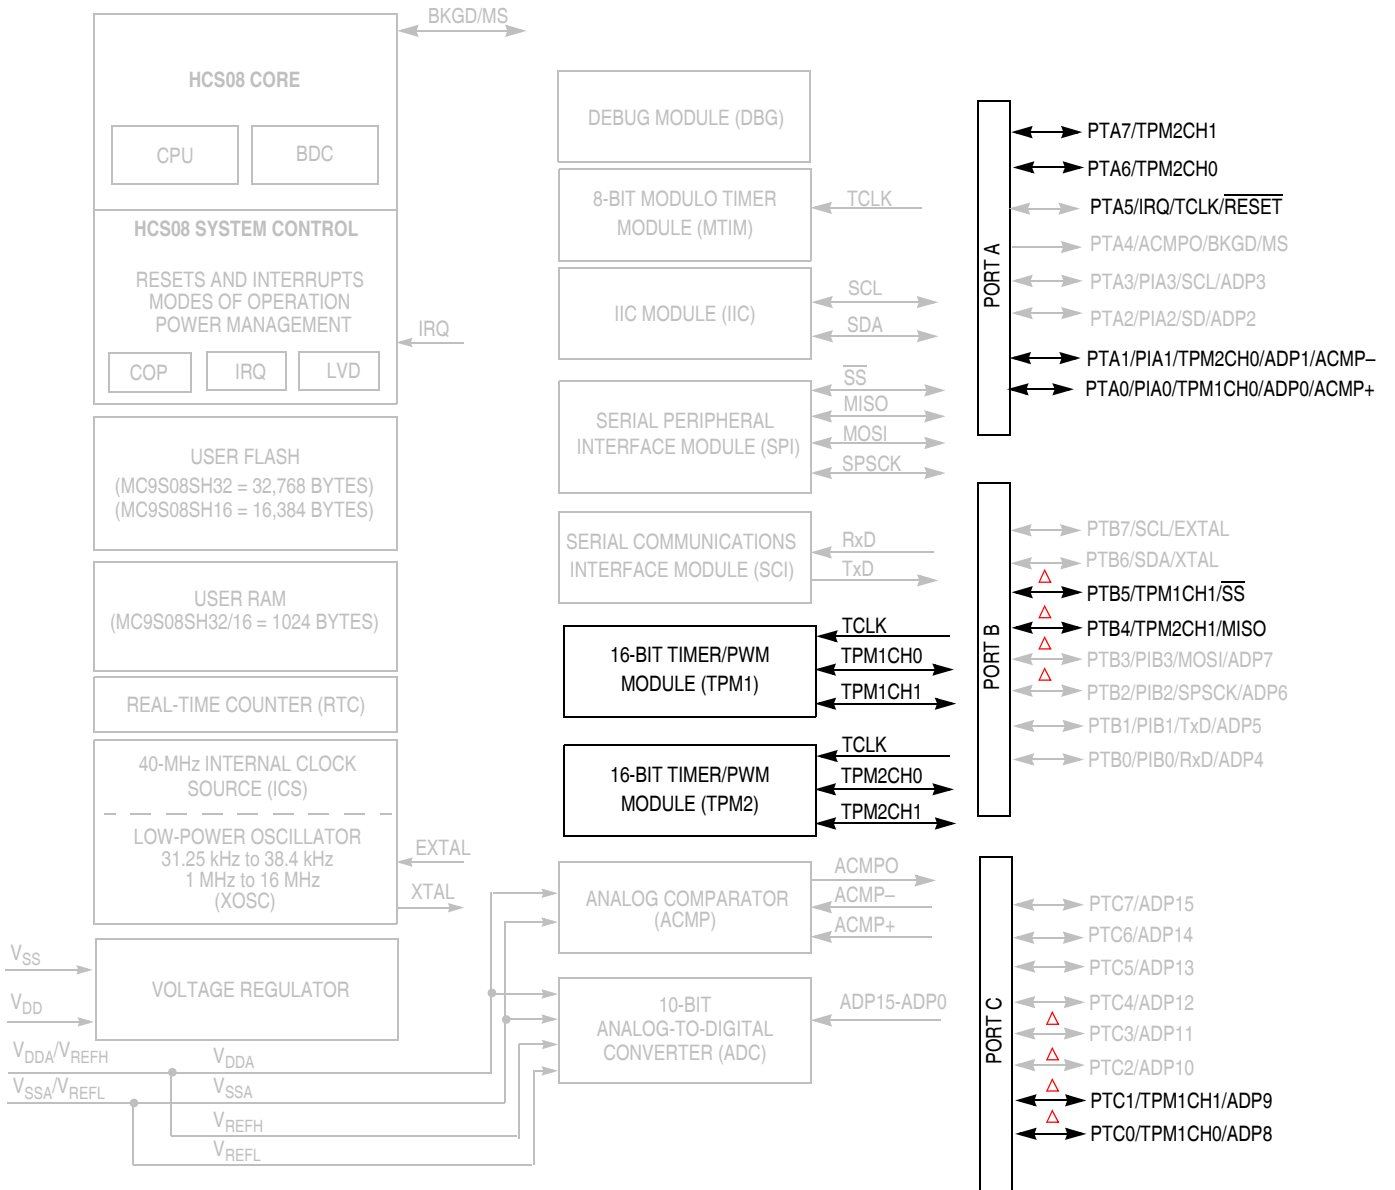 BKGD/MS
HCS08 CORE
CPU
BDC
HCS08 SYSTEM CONTROL
RESETS AND INTERRUPTS
MODES OF OPERATION
POWER MANAGEMENT
IRQ
COP
IRQ
LVD
USER FLASH
(MC9S08SH32 = 32,768 BYTES)
(MC9S08SH16 = 16,384 BYTES)
USER RAM
(MC9S08SH32/16 = 1024 BYTES)
REAL-TIME COUNTER (RTC)
40-MHz INTERNAL CLOCK
SOURCE (ICS)
LOW-POWER OSCILLATOR
31.25 kHz to 38.4 kHz
1 MHz to 16 MHz
(XOSC)
EXTAL
XTAL
VSS
VDD
VOLTAGE REGULATOR
VDDA/VREFH
VSSA/VREFL
VDDA
VSSA
VREFH
VREFL
DEBUG MODULE (DBG)
8-BIT MODULO TIMER
MODULE (MTIM)
TCLK
IIC MODULE (IIC)
SCL
SDA
SERIAL PERIPHERAL
INTERFACE MODULE (SPI)
SS
MISO
MOSI
SPSCK
SERIAL COMMUNICATIONS
INTERFACE MODULE (SCI)
RxD
TxD
16-BIT TIMER/PWM
MODULE (TPM1)
TCLK
TPM1CH0
TPM1CH1
16-BIT TIMER/PWM
MODULE (TPM2)
TCLK
TPM2CH0
TPM2CH1
ANALOG COMPARATOR
(ACMP)
ACMPO
ACMP–
ACMP+
10-BIT
ANALOG-TO-DIGITAL
CONVERTER (ADC)
ADP15-ADP0
PORT A
PTA7/TPM2CH1
PTA6/TPM2CH0
PTA5/IRQ/TCLK/RESET
PTA4/ACMPO/BKGD/MS
PTA3/PIA3/SCL/ADP3
PTA2/PIA2/SD/ADP2
PTA1/PIA1/TPM2CH0/ADP1/ACMP–
PTA0/PIA0/TPM1CH0/ADP0/ACMP+
PORT B
PTB7/SCL/EXTAL
PTB6/SDA/XTAL
PTB5/TPM1CH1/SS
PTB4/TPM2CH1/MISO
PTB3/PIB3/MOSI/ADP7
PTB2/PIB2/SPSCK/ADP6
PTB1/PIB1/TxD/ADP5
PTB0/PIB0/RxD/ADP4
PORT C
PTC7/ADP15
PTC6/ADP14
PTC5/ADP13
PTC4/ADP12
PTC3/ADP11
PTC2/ADP10
PTC1/TPM1CH1/ADP9
PTC0/TPM1CH0/ADP8